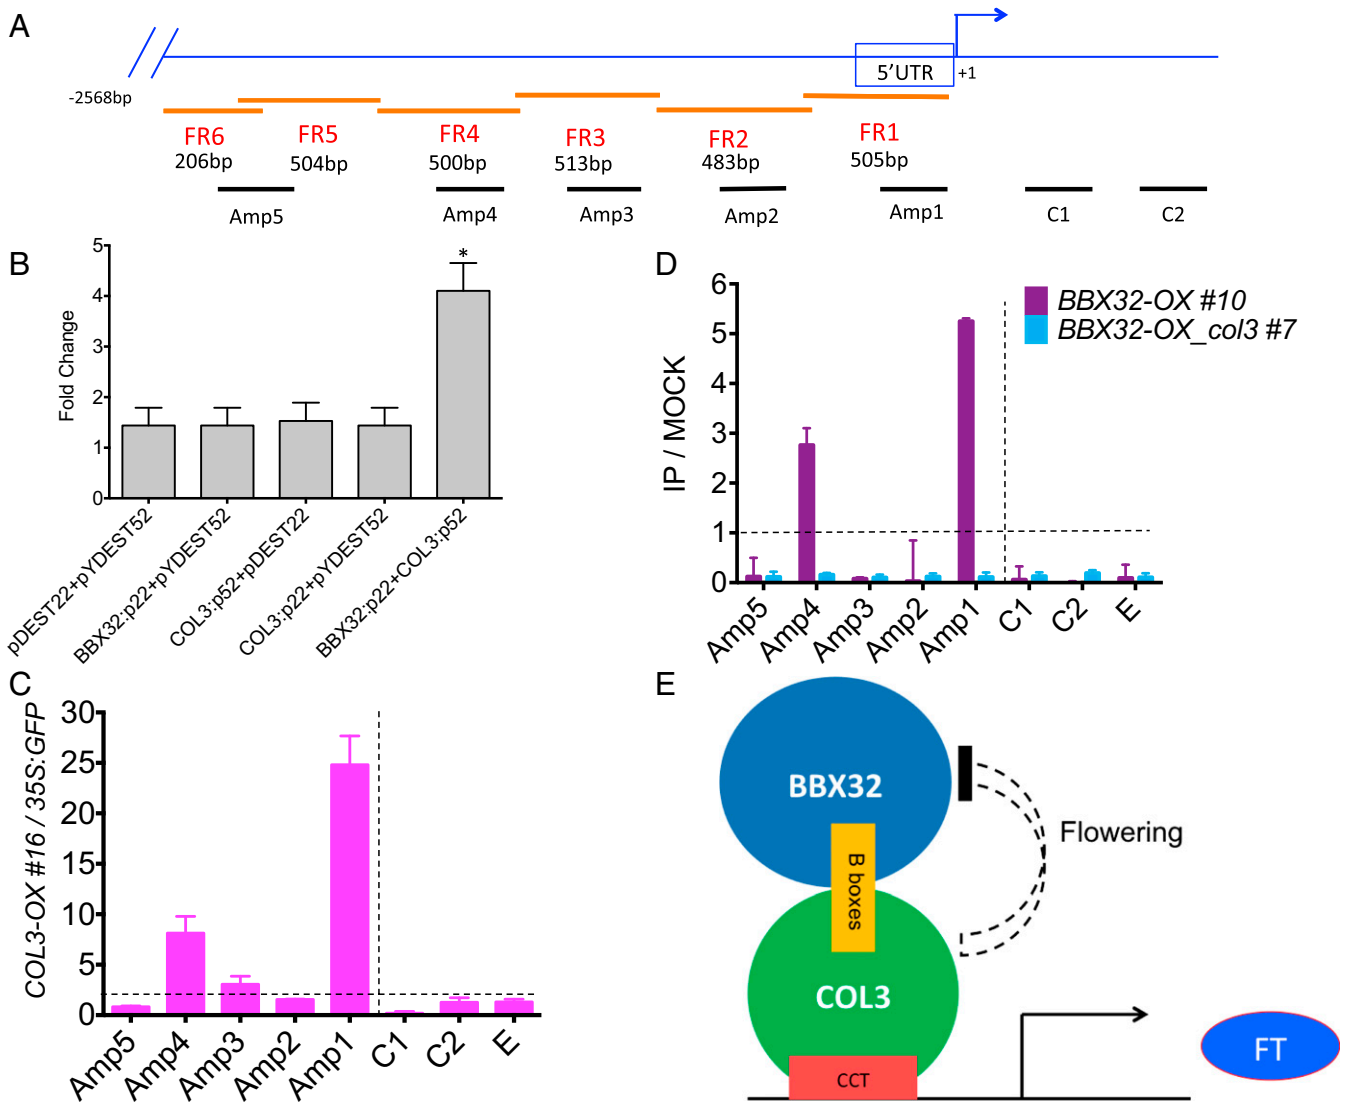 A
5'UTR
+1
-2568bp
FR6
FR5
FR4
FR3
FR2
FR1
206bp
504bp
500bp
513bp
483bp
505bp
Amp5
Amp4
Amp3
Amp2
Amp1
C1
C2
B
Fold Change
5
4
3
2
1
0
*
pDEST22+pYDEST52
BBX32:p22+pYDEST52
COL3:p52+pDEST22
COL3:p22+pYDEST52
BBX32:p22+COL3:p52
D
IP / MOCK
6
5
4
3
2
1
0
BBX32-OX #10
BBX32-OX_col3 #7
Amp5
Amp4
Amp3
Amp2
Amp1
C1
C2
E
C
COL3-OX #16 / 35S:GFP
30
25
20
15
10
5
0
Amp5
Amp4
Amp3
Amp2
Amp1
C1
C2
E
E
BBX32
B boxes
COL3
CCT
Flowering
FT